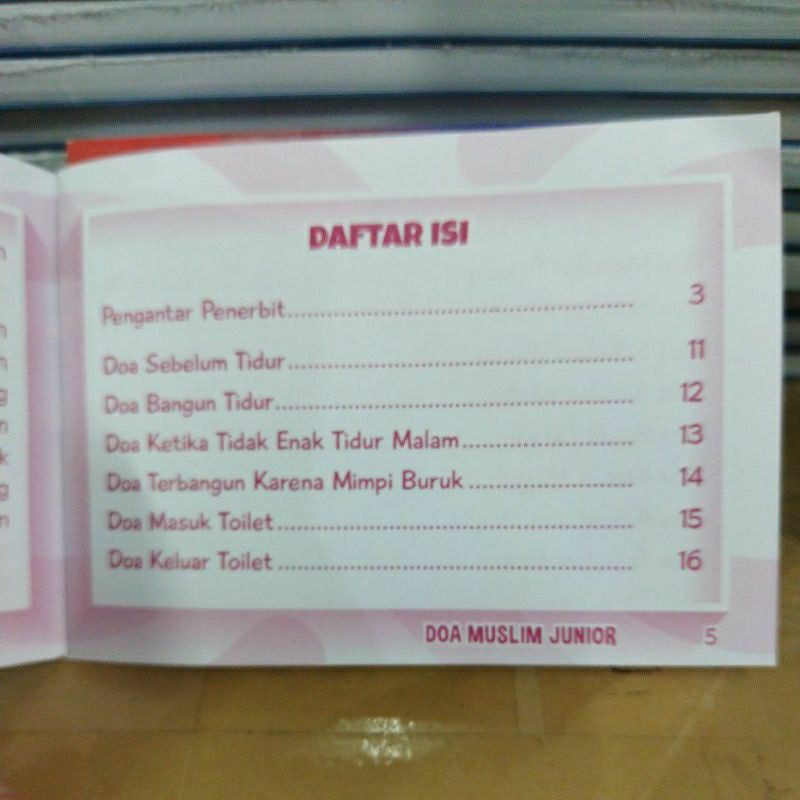 DAFTAR ISI
Pengantar Penerbit.................................................... 3
Doa Sebelum Tidur.................................................... 11
Doa Bangun Tidur...................................................... 12
Doa Ketika Tidak Enak Tidur Malam......................... 13
Doa Terbangun Karena Mimpi Buruk........................ 14
Doa Masuk Toilet...................................................... 15
Doa Keluar Toilet...................................................... 16
DOA MUSLIM JUNIOR 5